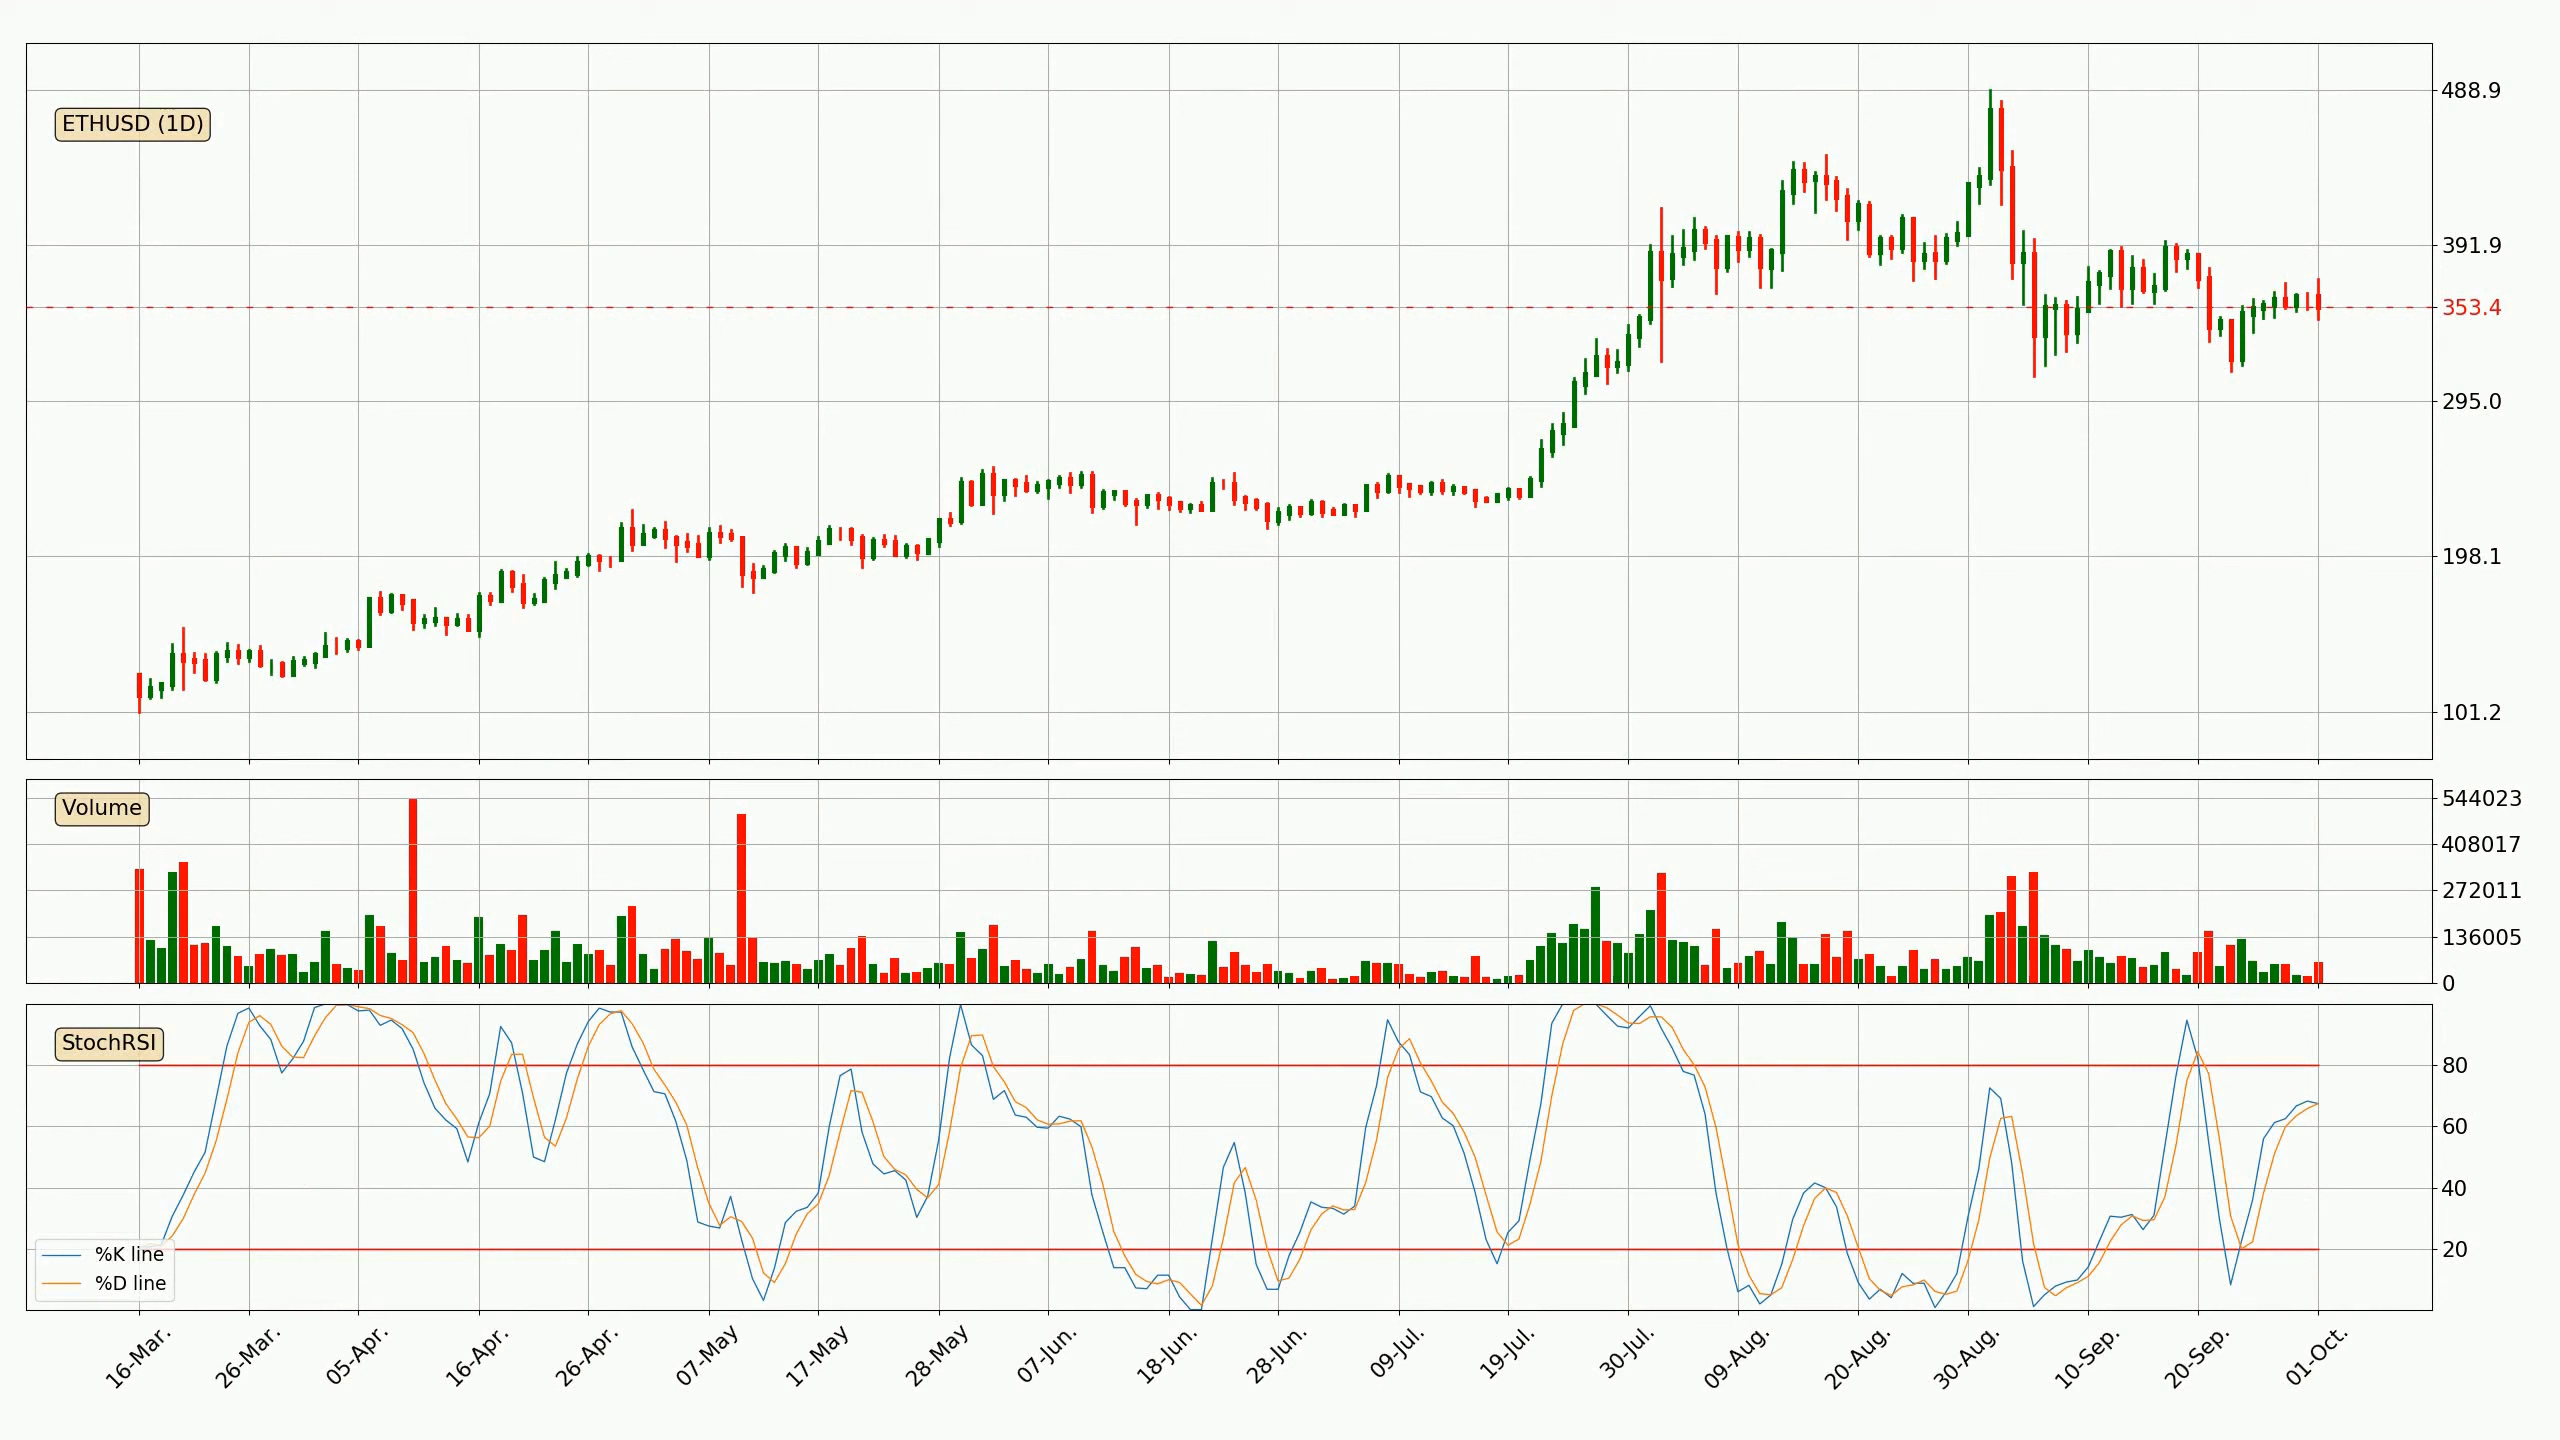 ETHUSD (1D)
488.9
391.9
353.4
295.0
198.1
101.2
Volume
544023
408017
272011
136005
0
StochRSI
80
60
40
20
%K line
%D line
16-Mar. 26-Mar. 05-Apr. 16-Apr. 26-Apr. 07-May 17-May 28-May 07-Jun. 18-Jun. 28-Jun. 09-Jul. 19-Jul. 30-Jul. 09-Aug. 20-Aug. 30-Aug. 10-Sep. 20-Sep. 01-Oct.